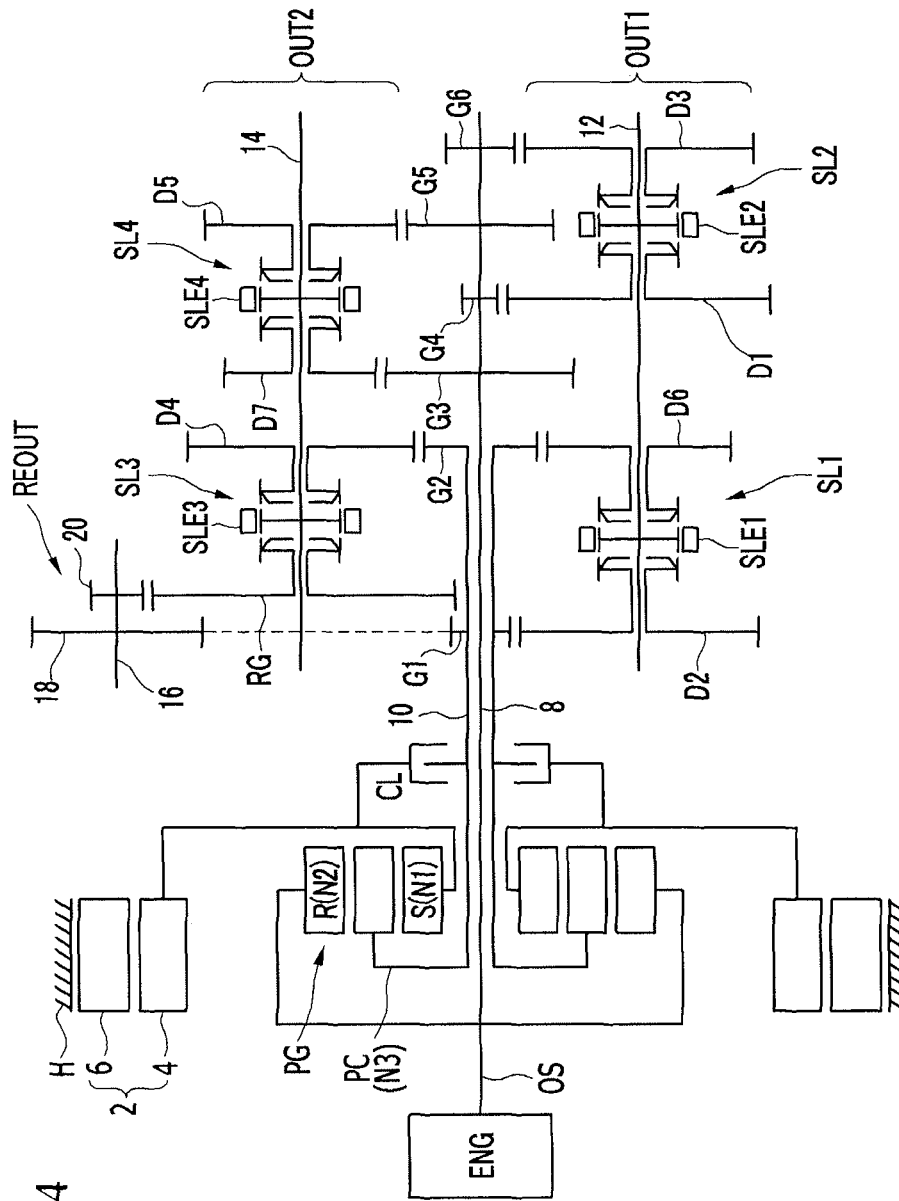 4
H
6
4
2
PG
PC
(N3)
R(N2)
S(N1)
CL
ENG
OS
10
8
18
16
20
REOUT
RG
G1
D4
SL3
SLE3
G2
D7
G3
SL4
SLE4
D5
G4
G5
G6
14
OUT2
D2
SLE1
SL1
D6
D1
SLE2
SL2
D3
12
OUT1